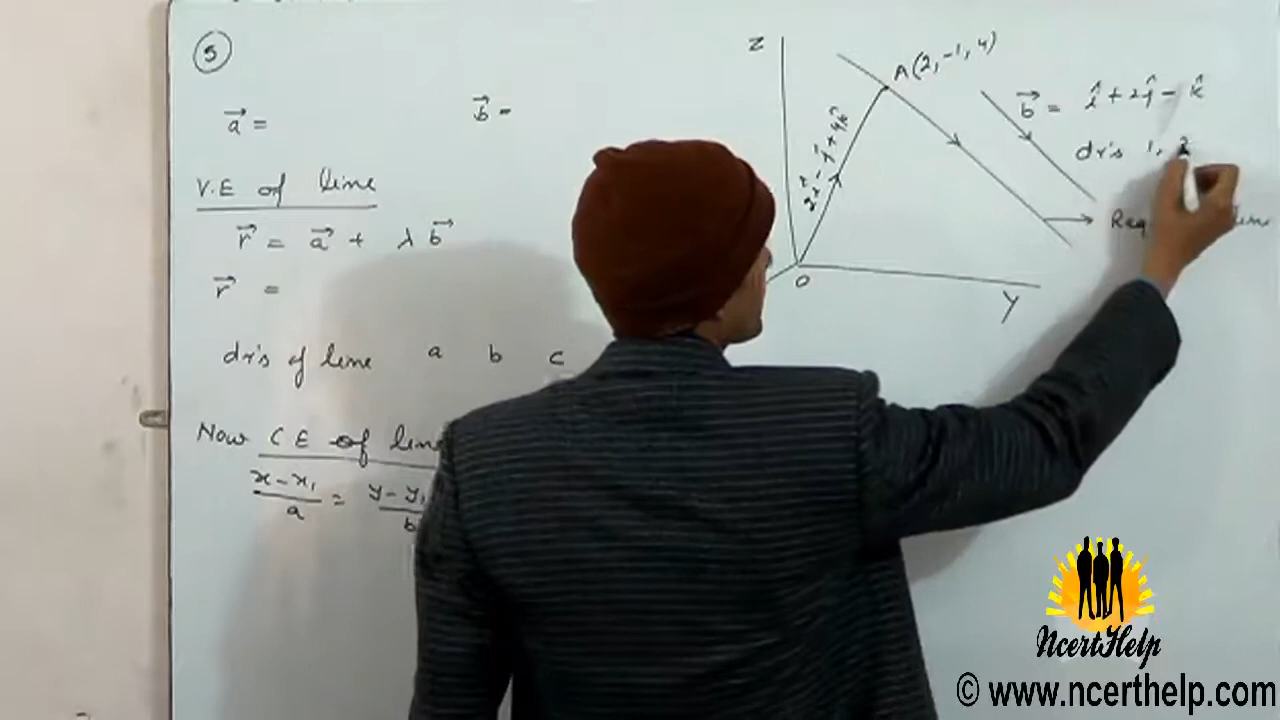 5
a⃗ =
b⃗ =
V.E of line
r⃗ = a⃗ + λ b⃗
r⃗ =
dr's of line a b c
Now C E of line
x - x₁ / a = y - y₁ / b
Z
A(2, -1, 4)
2î - ĵ + 4k̂
O
Y
b⃗ = î + 2ĵ - k̂
dr's 1, 2
Req line
NcertHelp
© www.ncerthelp.com